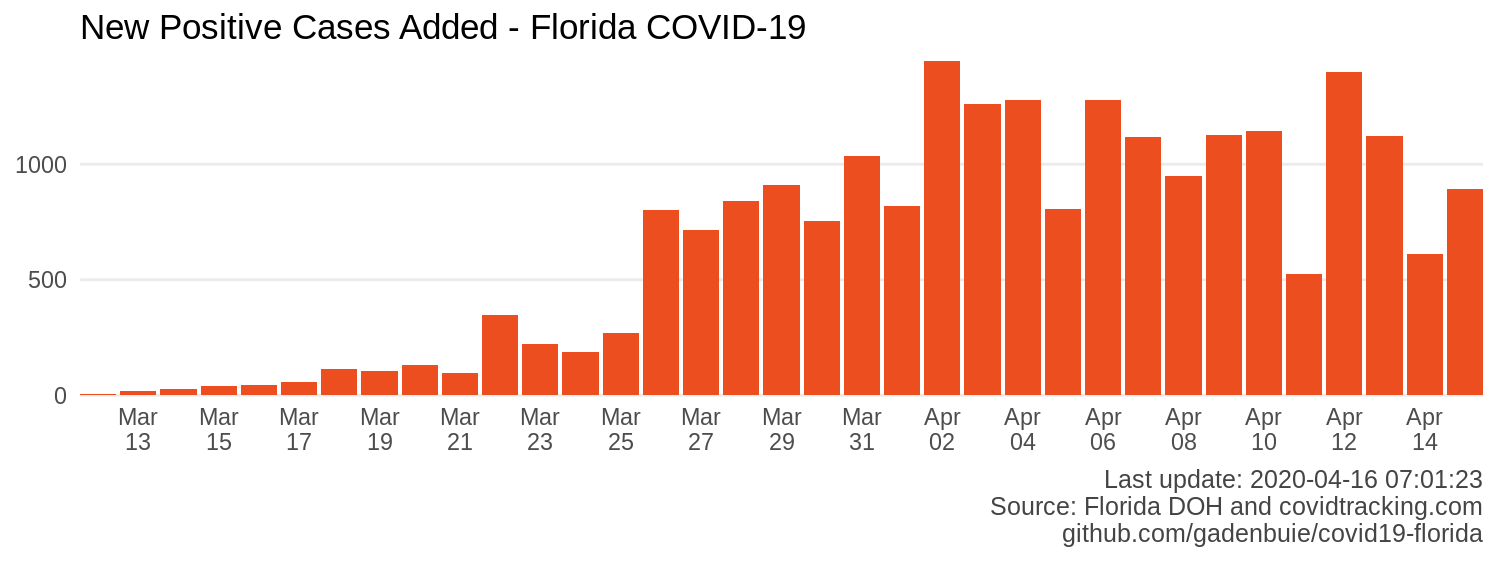 New Positive Cases Added - Florida COVID-19
1000
500
0
Mar Mar Mar Mar Mar Mar Mar Mar Mar Mar Apr Apr Apr Apr Apr Apr Apr
13 15 17 19 21 23 25 27 29 31 02 04 06 08 10 12 14
Last update: 2020-04-16 07:01:23
Source: Florida DOH and covidtracking.com
github.com/gadenbuie/covid19-florida